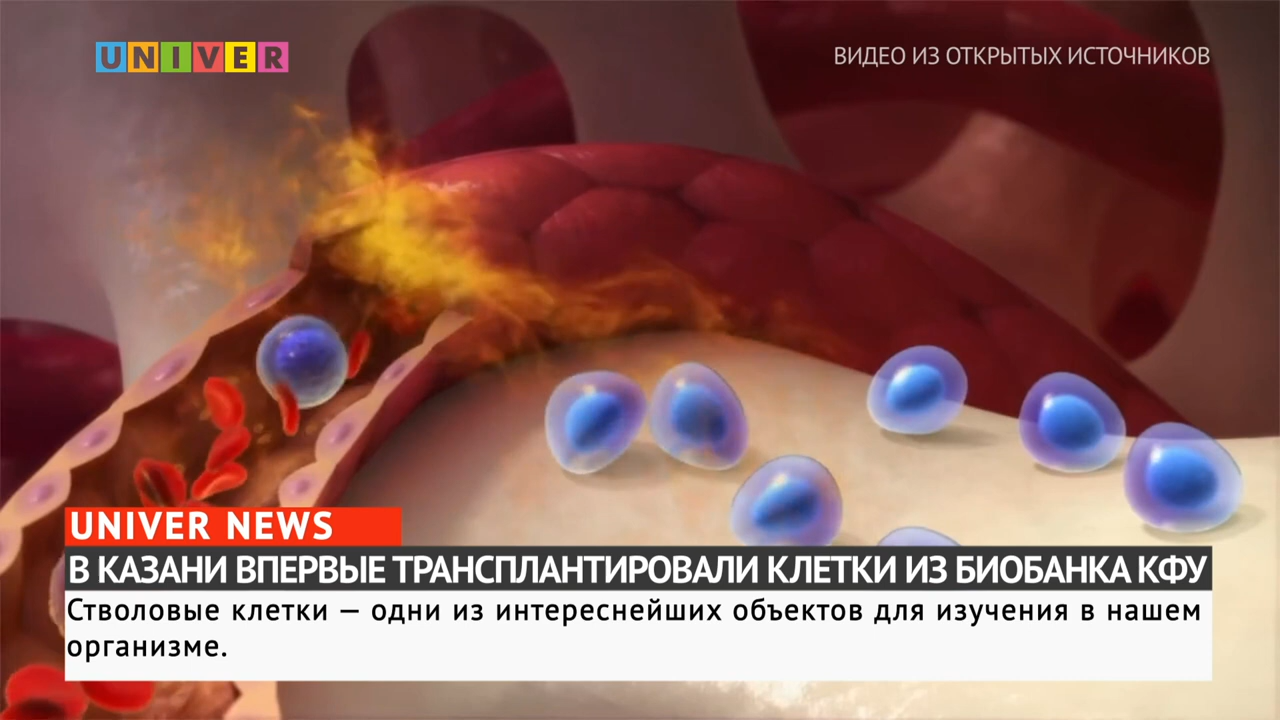 UNIVER
ВИДЕО ИЗ ОТКРЫТЫХ ИСТОЧНИКОВ
UNIVER NEWS
В КАЗАНИ ВПЕРВЫЕ ТРАНСПЛАНТИРОВАЛИ КЛЕТКИ ИЗ БИОБАНКА КФУ
Стволовые клетки — одни из интереснейших объектов для изучения в нашем
организме.